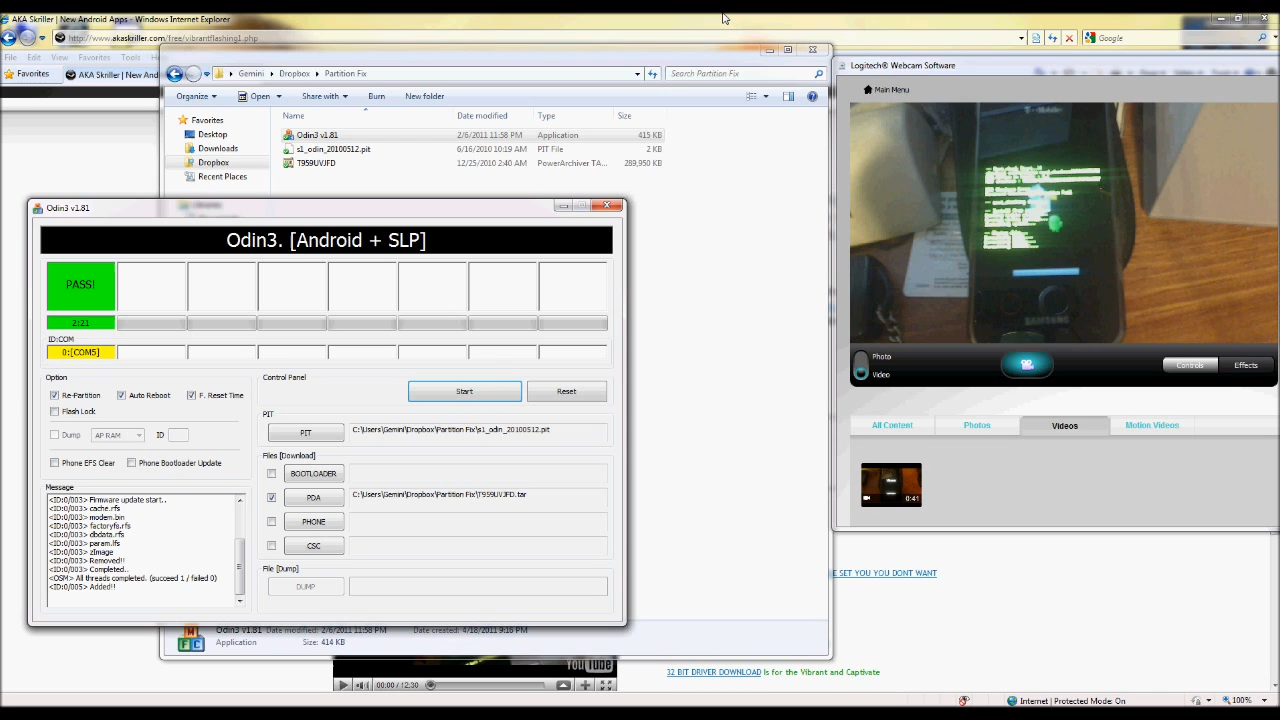 AKA Skriller | New Android Apps - Windows Internet Explorer
http://www.akaskriller.com/free/vibrantflashing1.php
Google
File Edit View Favorites Tools
Favorites
AKA Skriller | New And
Gemini Dropbox Partition Fix
Search Partition Fix
Organize Open Share with Burn New folder
Favorites
Desktop
Downloads
Dropbox
Recent Places
Name Date modified Type Size
Odin3 v1.81 2/6/2011 11:58 PM Application 415 KB
s1_odin_20100512.pit 6/16/2010 10:19 AM PIT File 2 KB
T959UVJFD 12/25/2010 2:40 AM PowerArchiver TA... 289,950 KB
Odin3 v1.81
Odin3. [Android + SLP]
PASS!
2:21
ID:COM
0:[COM5]
Option
Re-Partition Auto Reboot F. Reset Time
Flash Lock
Dump AP RAM ID
Phone EFS Clear Phone Bootloader Update
Message
<ID:0/003> Firmware update start..
<ID:0/003> cache.rfs
<ID:0/003> modem.bin
<ID:0/003> factoryfs.rfs
<ID:0/003> dbdata.rfs
<ID:0/003> param.lfs
<ID:0/003> zImage
<ID:0/003> Removed!!
<ID:0/003> Completed..
<OSM> All threads completed. (succeed 1 / failed 0)
<ID:0/005> Added!!
Control Panel
Start Reset
PIT
PIT C:\Users\Gemini\Dropbox\Partition Fix\s1_odin_20100512.pit
Files [Download]
BOOTLOADER
PDA C:\Users\Gemini\Dropbox\Partition Fix\T959UVJFD.tar
PHONE
CSC
File [Dump]
DUMP
Odin3 v1.81 Date modified: 2/6/2011 11:58 PM Date created: 4/18/2011 9:16 PM
Application Size: 414 KB
Logitech® Webcam Software
Main Menu
SAMSUNG
Photo
Video
Controls Effects
All Content Photos Videos Motion Videos
0:41
E SET YOU YOU DONT WANT
YouTube
00:00 / 12:30
32 BIT DRIVER DOWNLOAD Is for the Vibrant and Captivate
Internet | Protected Mode: On
100%